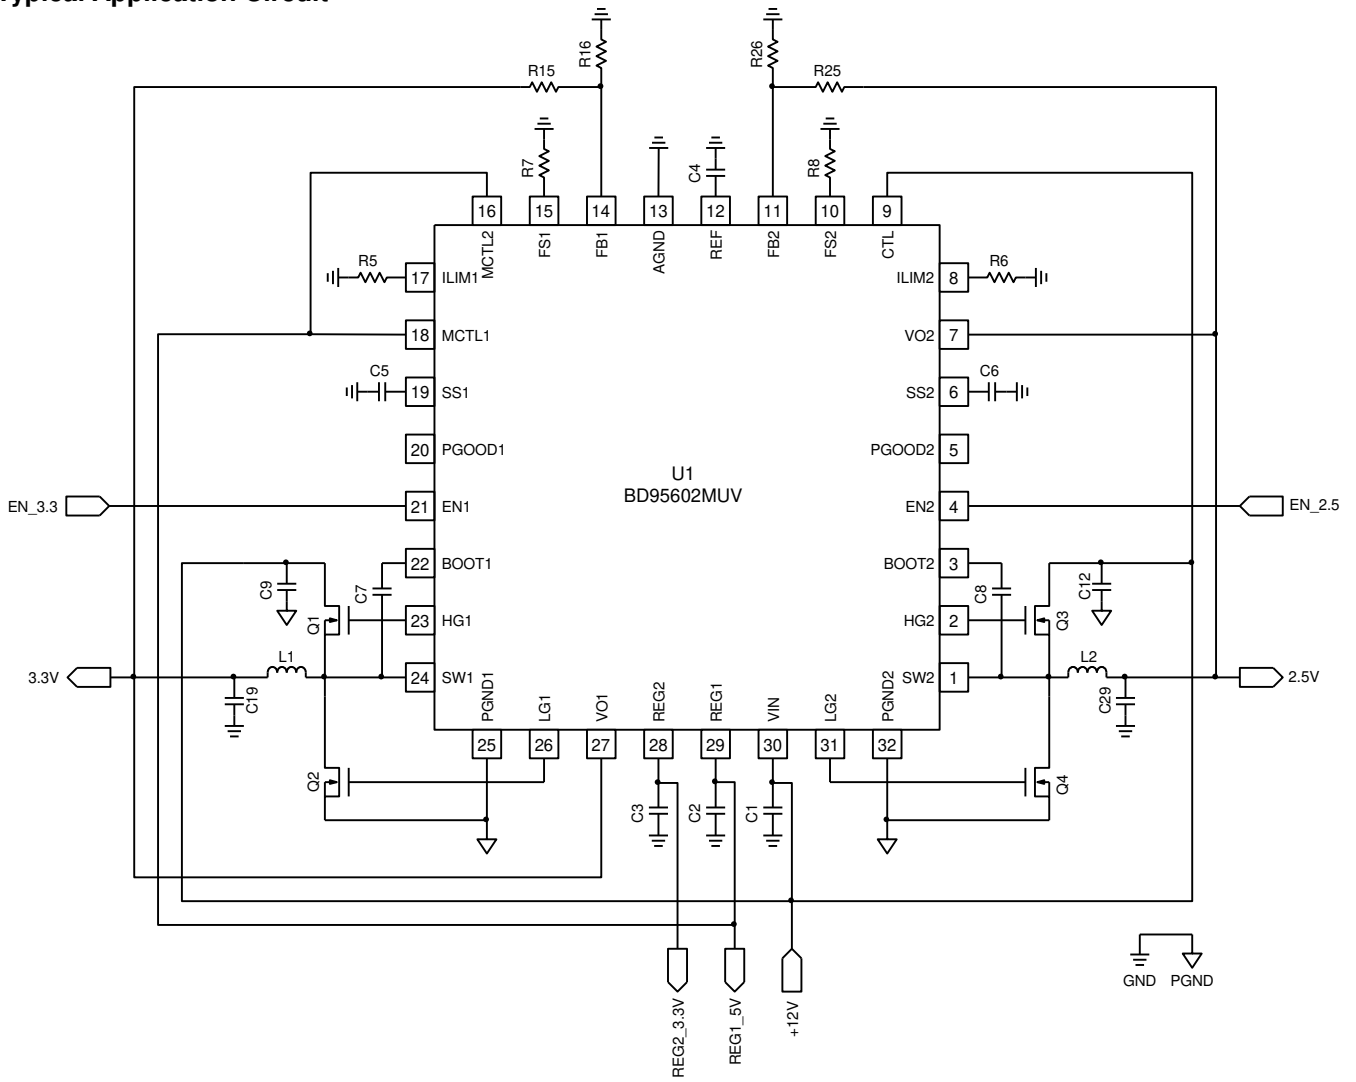 Typical Application Circuit
R16
R26
R15
R25
R7
C4
R8
16
15
14
13
12
11
10
9
MCTL2
FS1
FB1
AGND
REF
FB2
FS2
CTL
R5
17
ILIM1
ILIM2
8
R6
18
MCTL1
VO2
7
C5
19
SS1
SS2
6
C6
20
PGOOD1
PGOOD2
5
U1
BD95602MUV
EN_3.3
21
EN1
EN2
4
EN_2.5
22
BOOT1
BOOT2
3
C9
C7
C8
C12
Q1
23
HG1
HG2
2
Q3
3.3V
L1
24
SW1
SW2
1
L2
2.5V
C19
C29
PGND1
LG1
VO1
REG2
REG1
VIN
LG2
PGND2
25
26
27
28
29
30
31
32
Q2
Q4
C3
C2
C1
REG2_3.3V
REG1_5V
+12V
GND
PGND